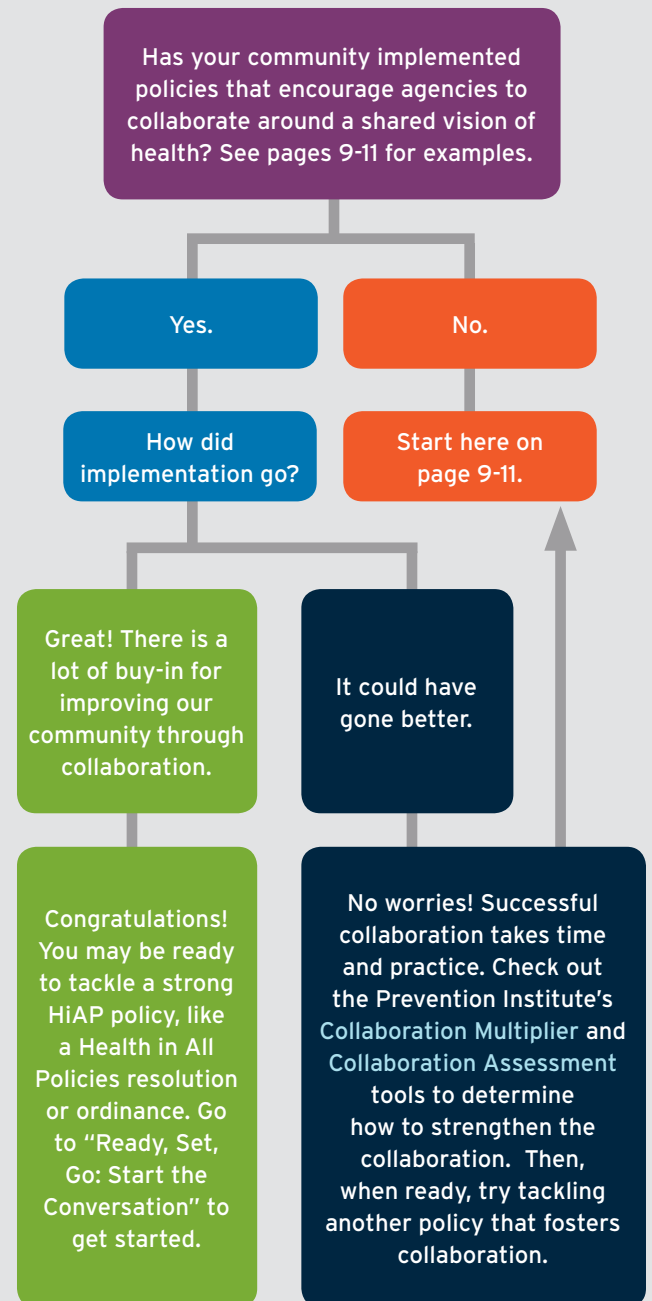 Has your community implemented
policies that encourage agencies to
collaborate around a shared vision of
health? See pages 9-11 for examples.
Yes.
No.
How did
implementation go?
Start here on
page 9-11.
Great! There is a
lot of buy-in for
improving our
community through
collaboration.
It could have
gone better.
Congratulations!
You may be ready
to tackle a strong
HiAP policy, like
a Health in All
Policies resolution
or ordinance. Go
to “Ready, Set,
Go: Start the
Conversation” to
get started.
No worries! Successful
collaboration takes time
and practice. Check out
the Prevention Institute’s
Collaboration Multiplier and
Collaboration Assessment
tools to determine
how to strengthen the
collaboration. Then,
when ready, try tackling
another policy that fosters
collaboration.